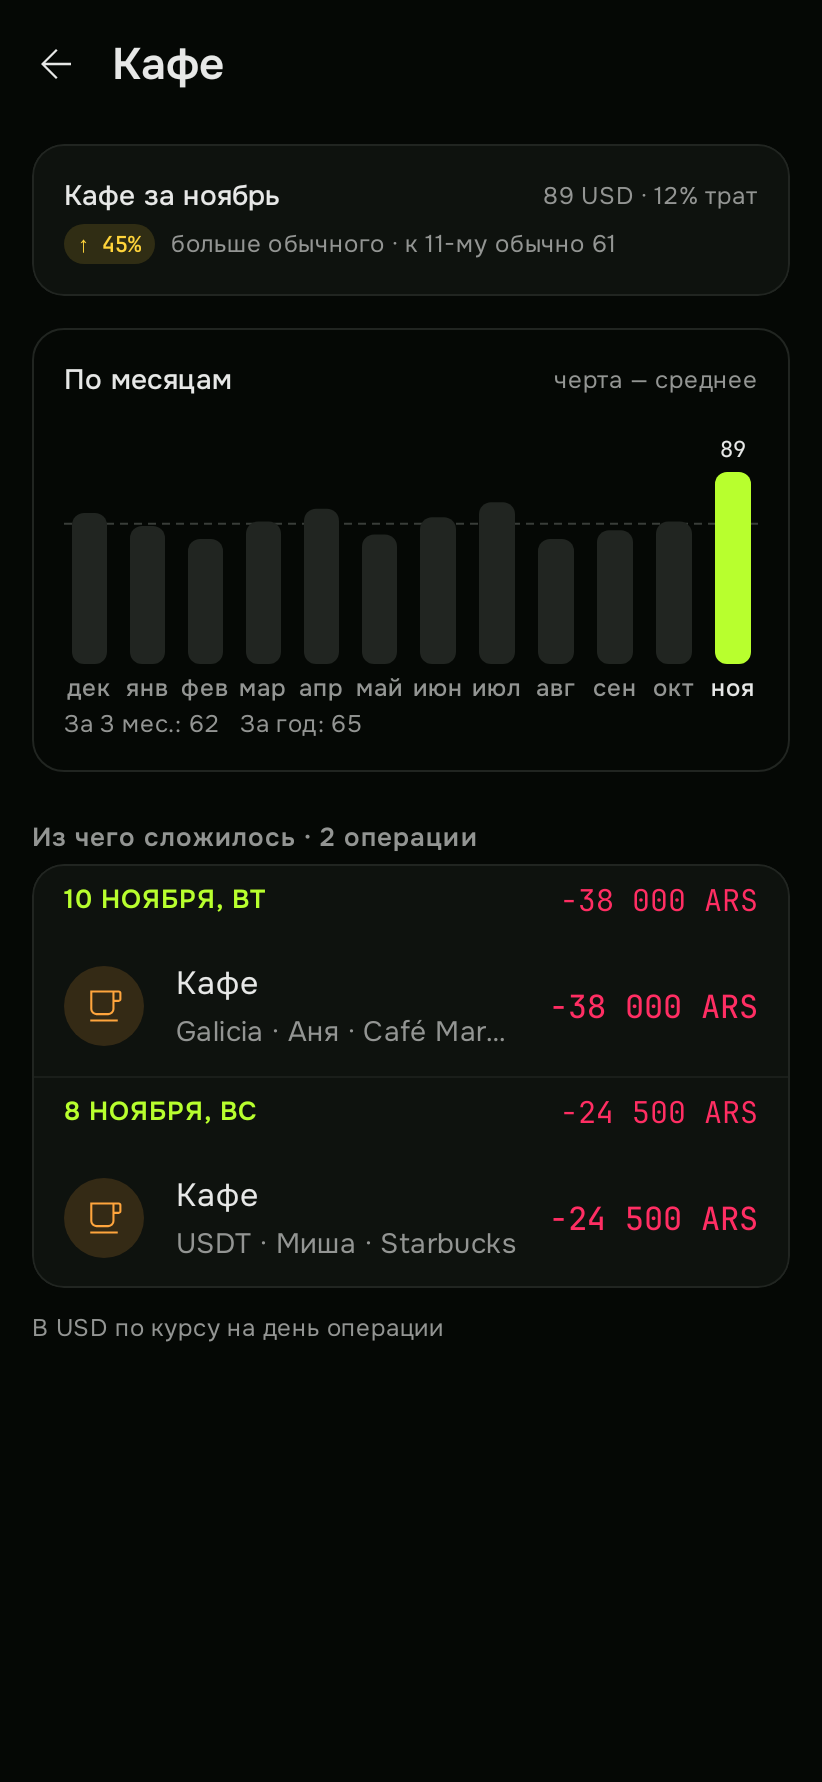 Кафе
Кафе за ноябрь 89 USD · 12% трат
↑ 45% больше обычного · к 11-му обычно 61
По месяцам черта — среднее
89
дек янв фев мар апр май июн июл авг сен окт ноя
За 3 мес.: 62 За год: 65
Из чего сложилось · 2 операции
10 НОЯБРЯ, ВТ -38 000 ARS
Кафе -38 000 ARS
Galicia · Аня · Café Mar...
8 НОЯБРЯ, ВС -24 500 ARS
Кафе -24 500 ARS
USDT · Миша · Starbucks
В USD по курсу на день операции